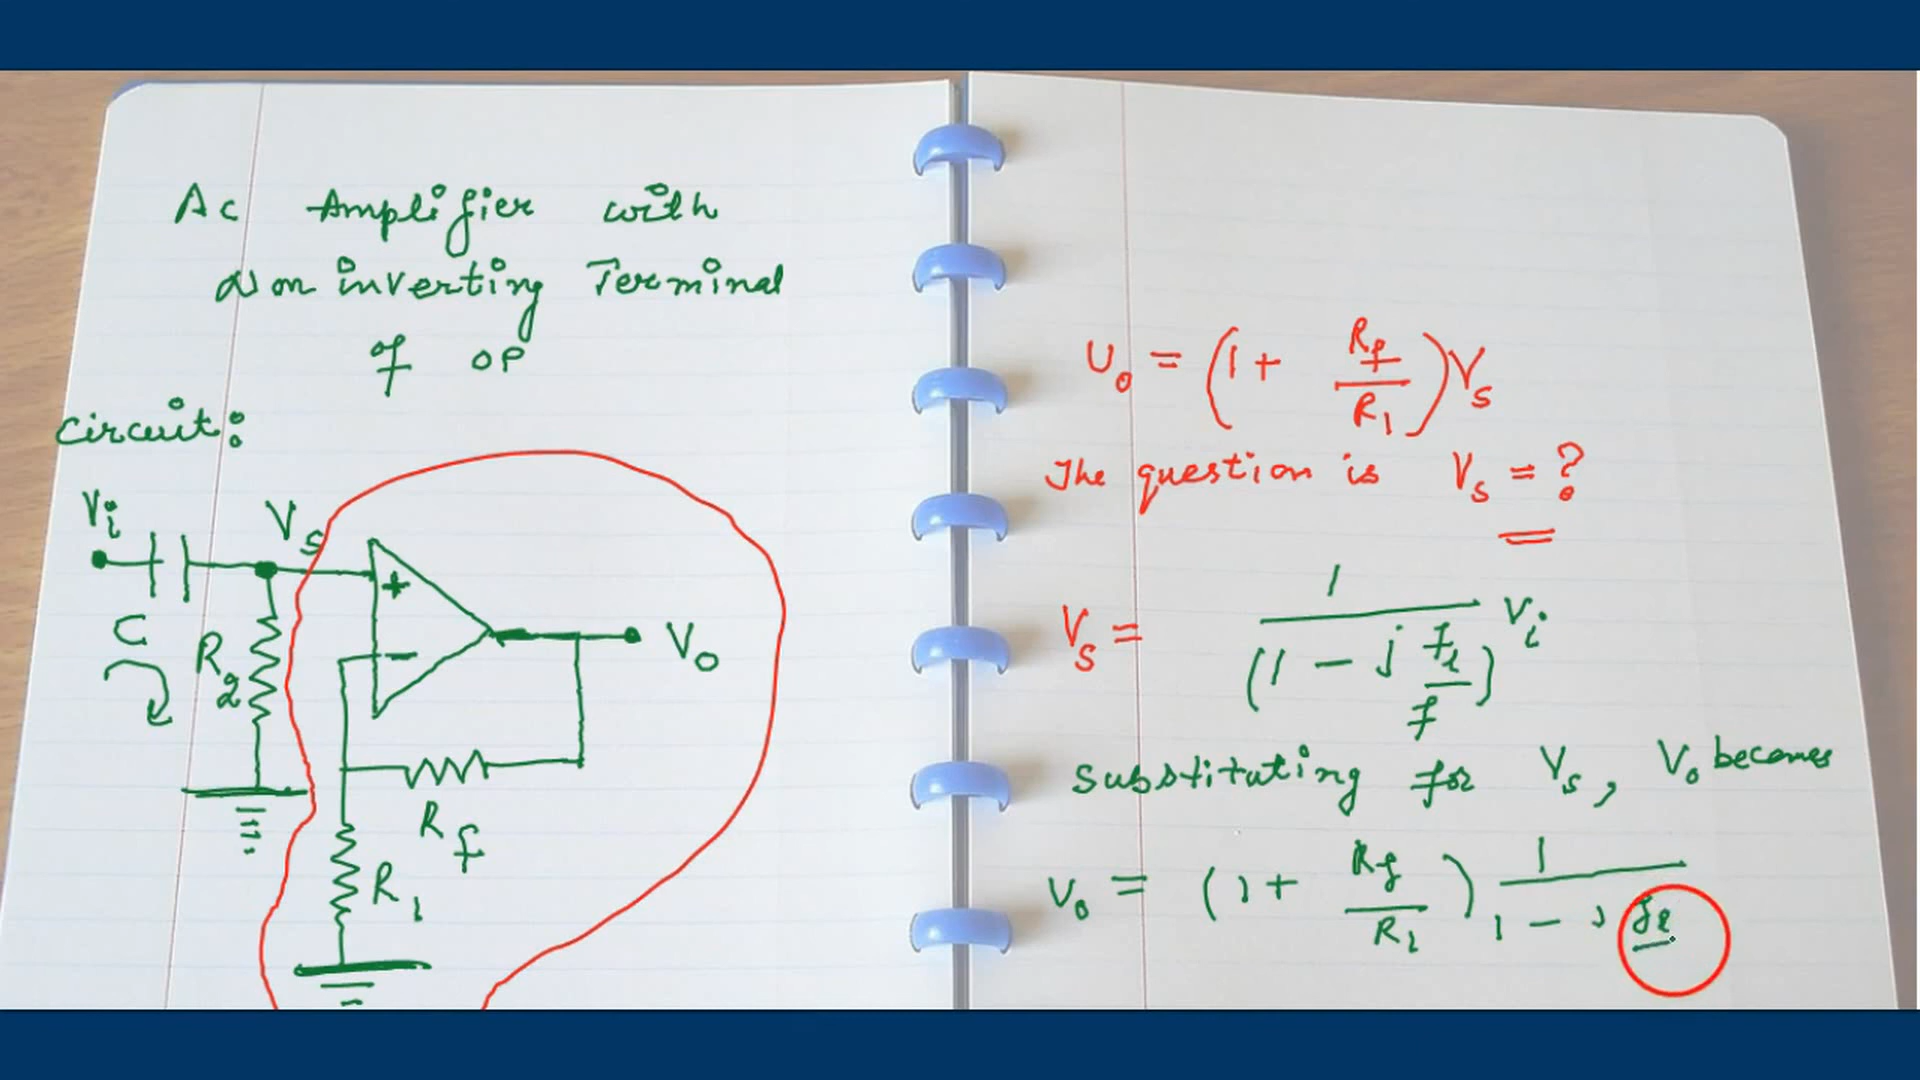 Ac Amplifier with
Non inverting Terminal
of OP
circuit:
Vi
Vs
+
−
C
R2
Vo
Rf
R1
Vo = (1 + Rf/R1) Vs
The question is Vs = ?
Vs = 1/(1 − j fl/f) Vi
Substituting for Vs, Vo becomes
Vo = (1 + Rf/R1) 1/(1 − j fl